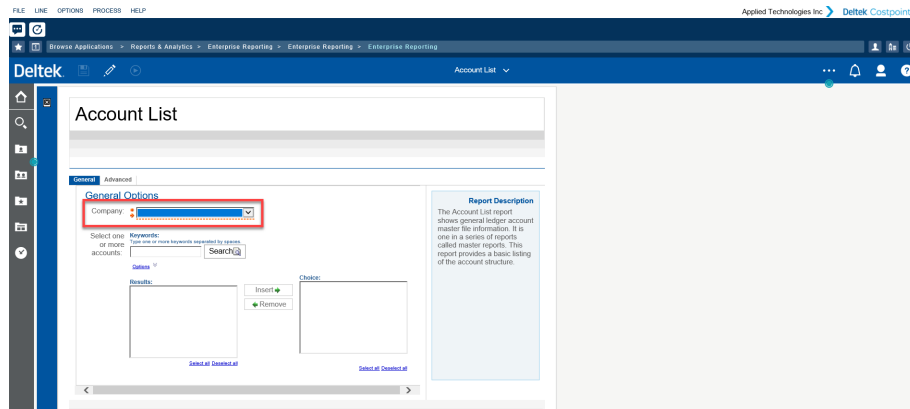 FILE LINE OPTIONS PROCESS HELP
Applied Technologies Inc Deltek Costpoint
Browse Applications > Reports & Analytics > Enterprise Reporting > Enterprise Reporting > Enterprise Reporting
Deltek
Account List
Account List
General Advanced
General Options
Company:
Select one or more accounts:
Keywords:
Type one or more keywords separated by spaces.
Search
Options
Results:
Insert
Remove
Choice:
Select all Deselect all
Select all Deselect all
Report Description
The Account List report
shows general ledger account
master file information. It is
one in a series of reports
called master reports. This
report provides a basic listing
of the account structure.